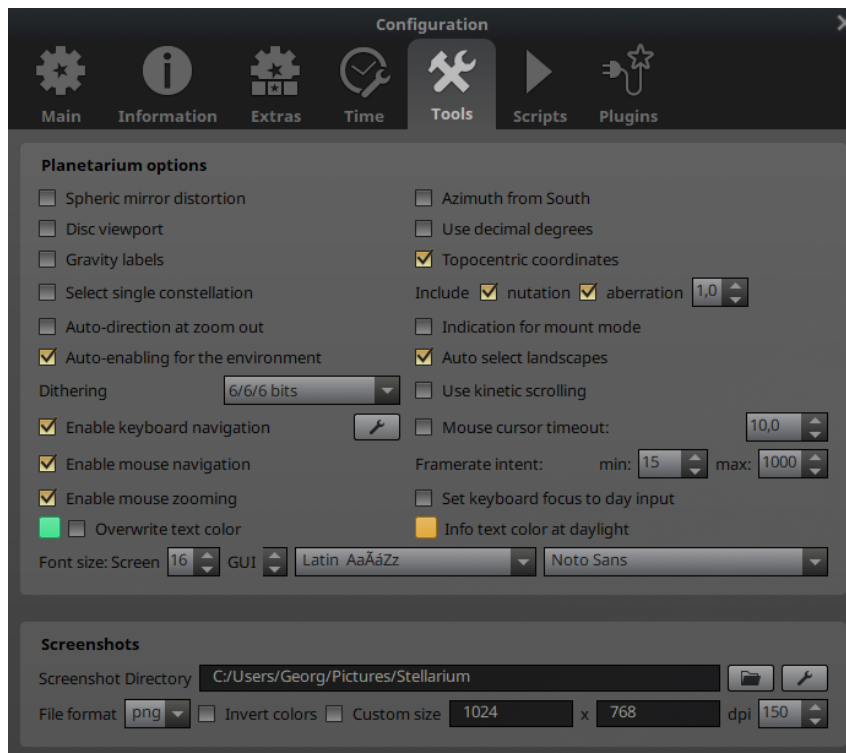 Configuration
Main Information Extras Time Tools Scripts Plugins
Planetarium options
Spheric mirror distortion Azimuth from South
Disc viewport Use decimal degrees
Gravity labels Topocentric coordinates
Select single constellation Include nutation aberration 1,0
Auto-direction at zoom out Indication for mount mode
Auto-enabling for the environment Auto select landscapes
Dithering 6/6/6 bits Use kinetic scrolling
Enable keyboard navigation Mouse cursor timeout: 10,0
Enable mouse navigation Framerate intent: min: 15 max: 1000
Enable mouse zooming Set keyboard focus to day input
Overwrite text color Info text color at daylight
Font size: Screen 16 GUI Latin AaÃáZz Noto Sans
Screenshots
Screenshot Directory C:/Users/Georg/Pictures/Stellarium
File format png Invert colors Custom size 1024 x 768 dpi 150